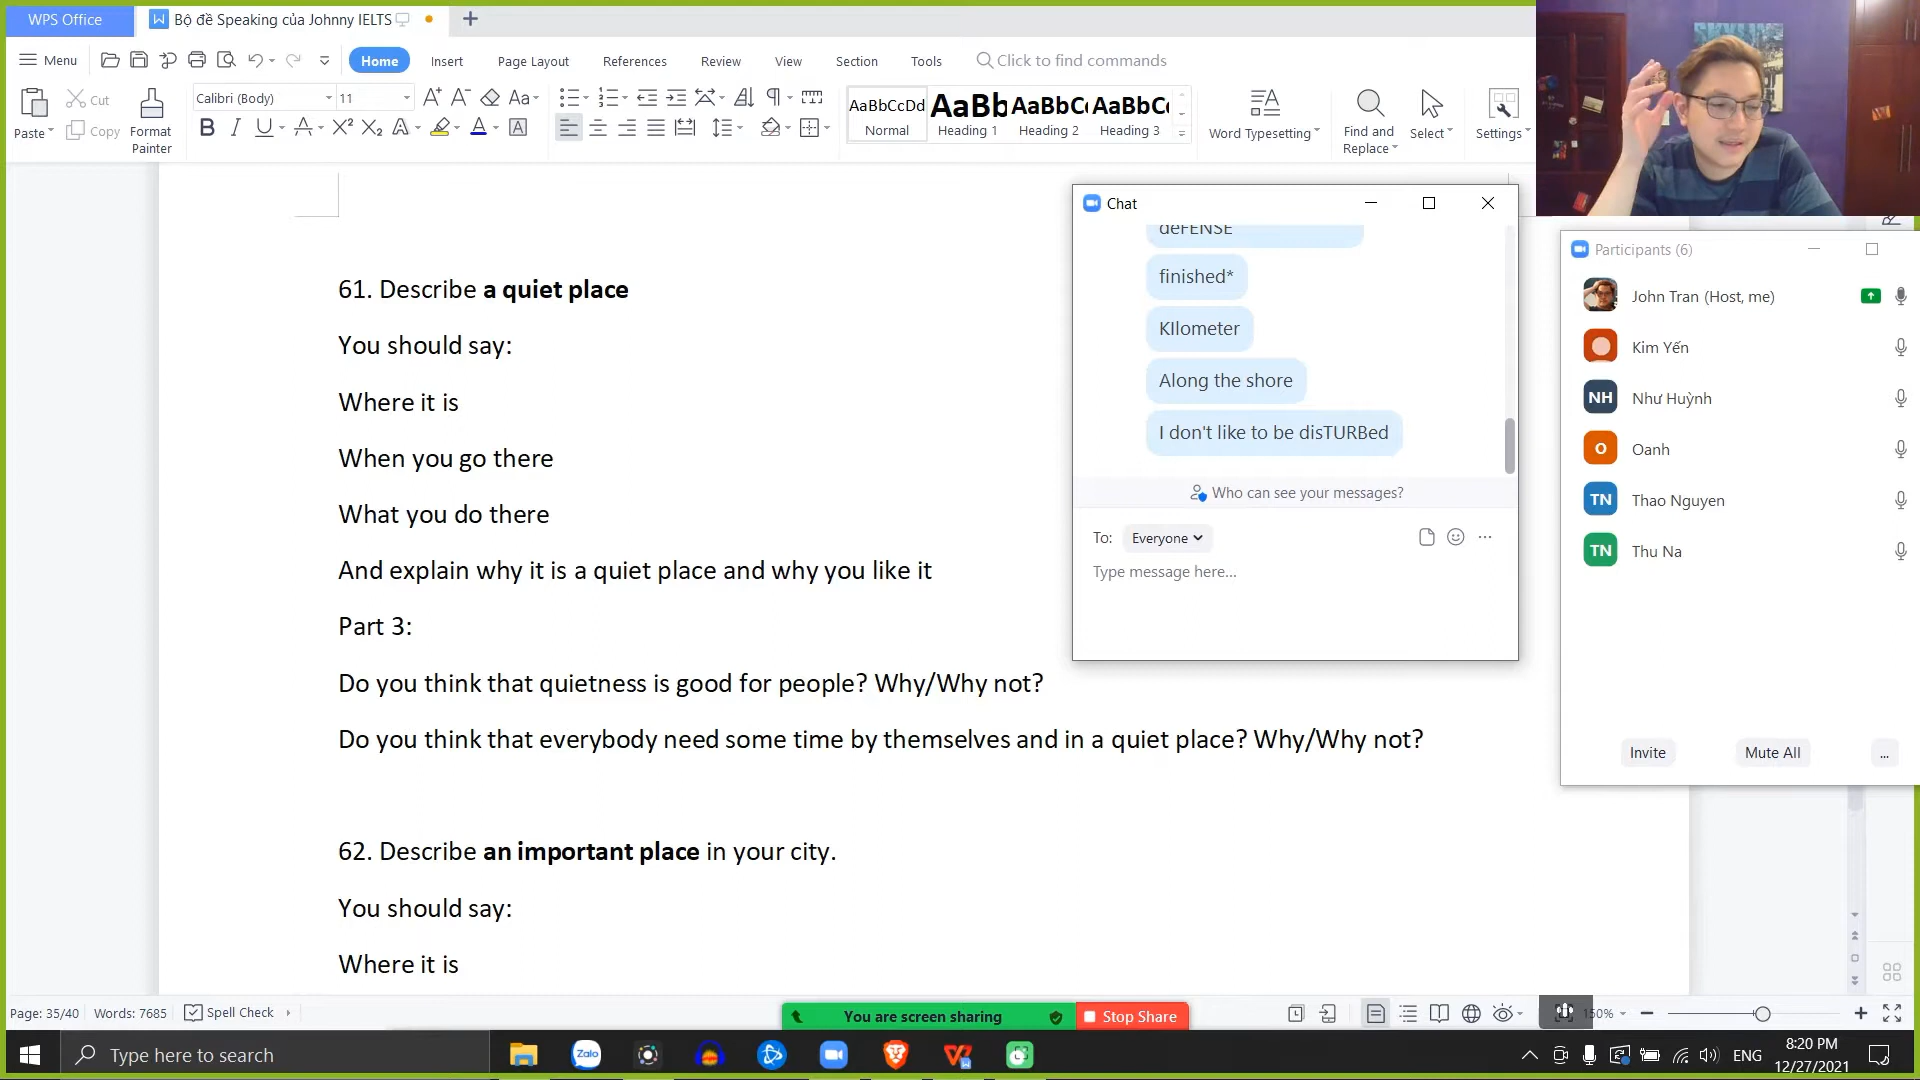 WPS Office
Bộ đề Speaking của Johnny IELTS
Menu
Home
Insert
Page Layout
References
Review
View
Section
Tools
Click to find commands
Paste
Cut
Copy
Format
Painter
Calibri (Body)
11
AaBbCcDd
Normal
AaBb
Heading 1
AaBbC
Heading 2
AaBbC
Heading 3
Word Typesetting
Find and
Replace
Select
Settings
61. Describe a quiet place
You should say:
Where it is
When you go there
What you do there
And explain why it is a quiet place and why you like it
Part 3:
Do you think that quietness is good for people? Why/Why not?
Do you think that everybody need some time by themselves and in a quiet place? Why/Why not?
62. Describe an important place in your city.
You should say:
Where it is
Chat
deFENSE
finished*
KIlometer
Along the shore
I don't like to be disTURBed
Who can see your messages?
To: Everyone
Type message here...
Participants (6)
John Tran (Host, me)
Kim Yến
NH Như Huỳnh
O Oanh
TN Thao Nguyen
TN Thu Na
Invite
Mute All
...
Page: 35/40
Words: 7685
Spell Check
You are screen sharing
Stop Share
150%
Type here to search
Zalo
ENG
8:20 PM
12/27/2021